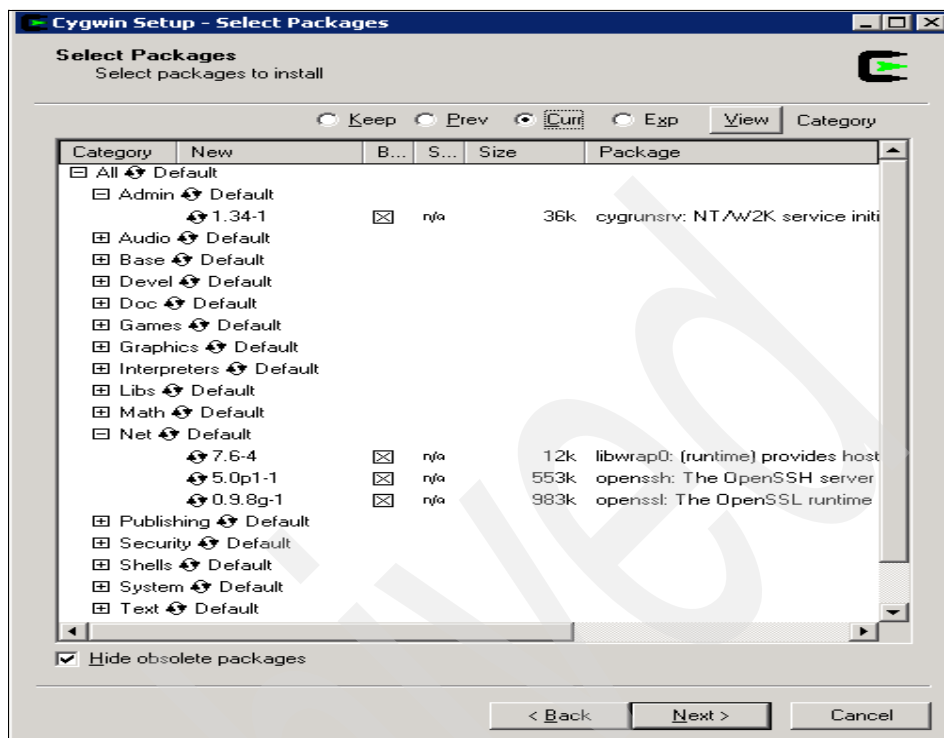 Cygwin Setup - Select Packages
Select Packages
Select packages to install
Keep Prev Curr Exp View Category
Category New B... S... Size Package
All Default
Admin Default
1.34-1 n/a 36k cygrunsrv: NT/W2K service initi
Audio Default
Base Default
Devel Default
Doc Default
Games Default
Graphics Default
Interpreters Default
Libs Default
Math Default
Net Default
7.6-4 n/a 12k libwrap0: (runtime) provides host
5.0p1-1 n/a 553k openssh: The OpenSSH server
0.9.8g-1 n/a 983k openssl: The OpenSSL runtime
Publishing Default
Security Default
Shells Default
System Default
Text Default
Hide obsolete packages
< Back Next > Cancel